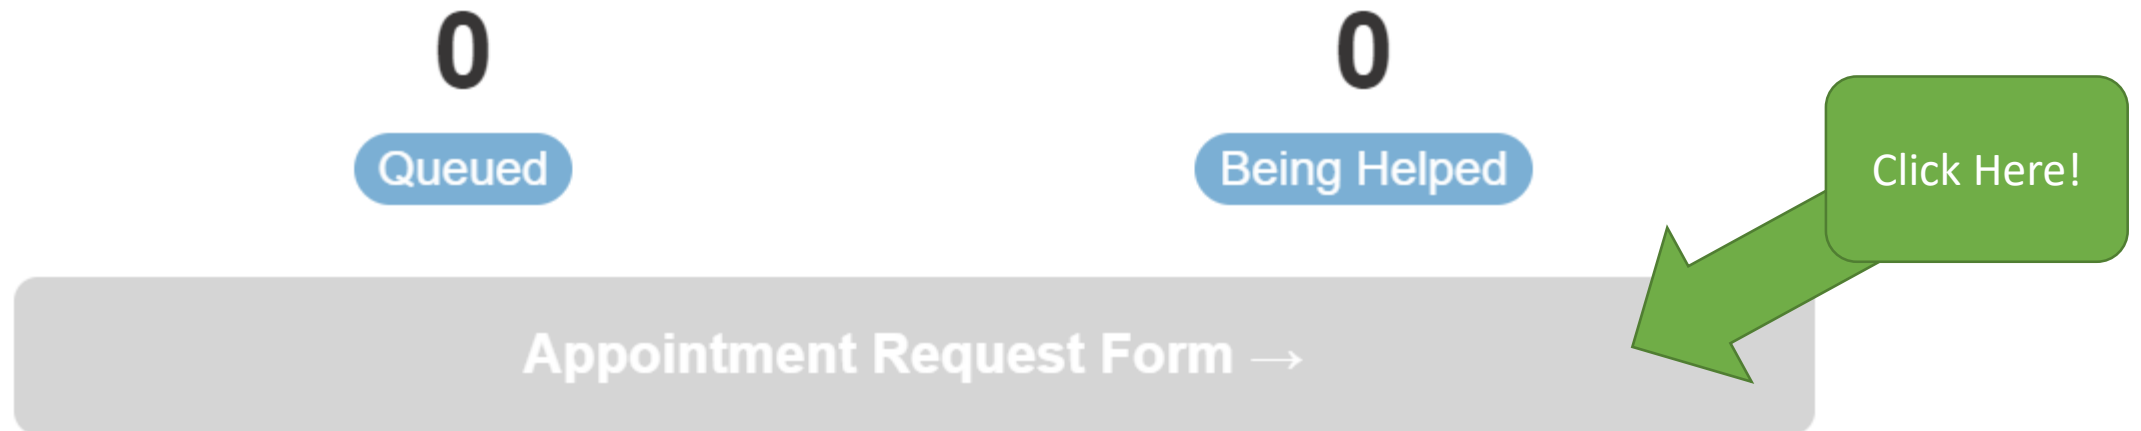 0
0
Queued
Being Helped
Click Here!
Appointment Request Form →